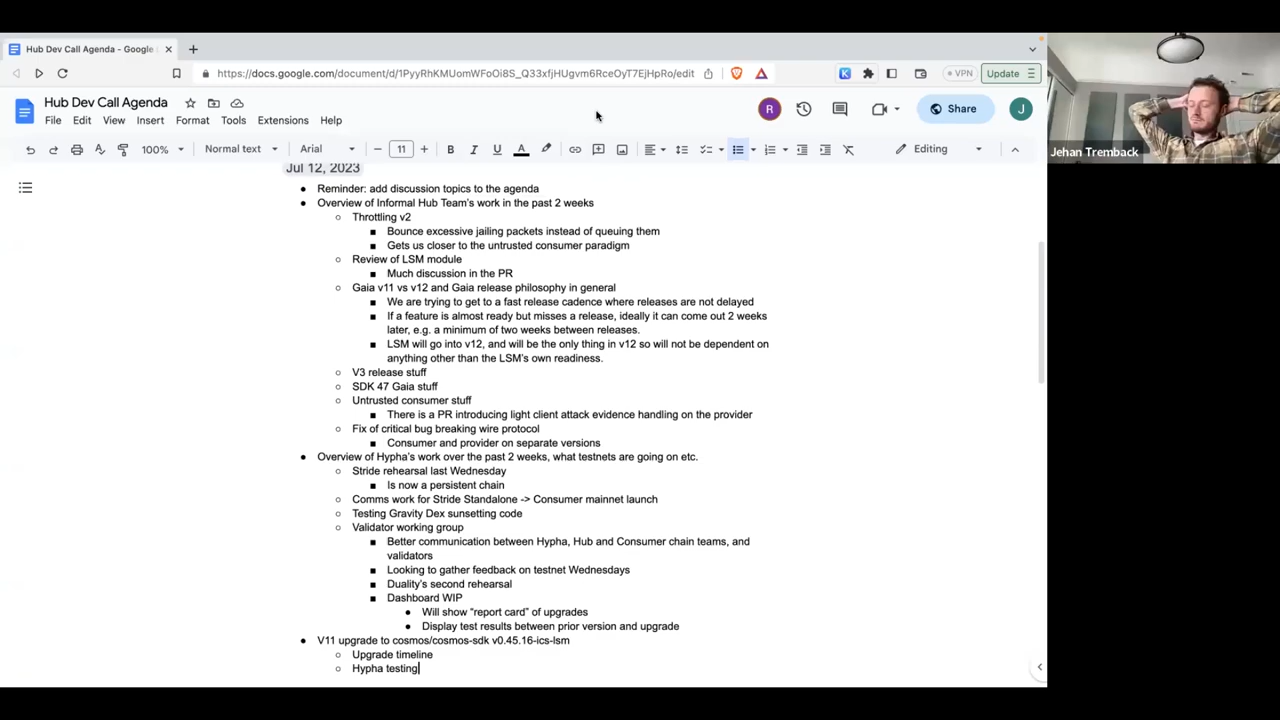 Hub Dev Call Agenda - Google
https://docs.google.com/document/d/1PyyRhKMUomWFoOi8S_Q33xfjHUgvm6RceOyT7EjHpRo/edit
VPN
Update
Hub Dev Call Agenda
File Edit View Insert Format Tools Extensions Help
R
Share
J
100% Normal text Arial 11 B I U A Editing
Jehan Tremback
Jul 12, 2023
Reminder: add discussion topics to the agenda
Overview of Informal Hub Team's work in the past 2 weeks
Throttling v2
Bounce excessive jailing packets instead of queuing them
Gets us closer to the untrusted consumer paradigm
Review of LSM module
Much discussion in the PR
Gaia v11 vs v12 and Gaia release philosophy in general
We are trying to get to a fast release cadence where releases are not delayed
If a feature is almost ready but misses a release, ideally it can come out 2 weeks
later, e.g. a minimum of two weeks between releases.
LSM will go into v12, and will be the only thing in v12 so will not be dependent on
anything other than the LSM's own readiness.
V3 release stuff
SDK 47 Gaia stuff
Untrusted consumer stuff
There is a PR introducing light client attack evidence handling on the provider
Fix of critical bug breaking wire protocol
Consumer and provider on separate versions
Overview of Hypha's work over the past 2 weeks, what testnets are going on etc.
Stride rehearsal last Wednesday
Is now a persistent chain
Comms work for Stride Standalone -> Consumer mainnet launch
Testing Gravity Dex sunsetting code
Validator working group
Better communication between Hypha, Hub and Consumer chain teams, and
validators
Looking to gather feedback on testnet Wednesdays
Duality's second rehearsal
Dashboard WIP
Will show "report card" of upgrades
Display test results between prior version and upgrade
V11 upgrade to cosmos/cosmos-sdk v0.45.16-ics-lsm
Upgrade timeline
Hypha testing